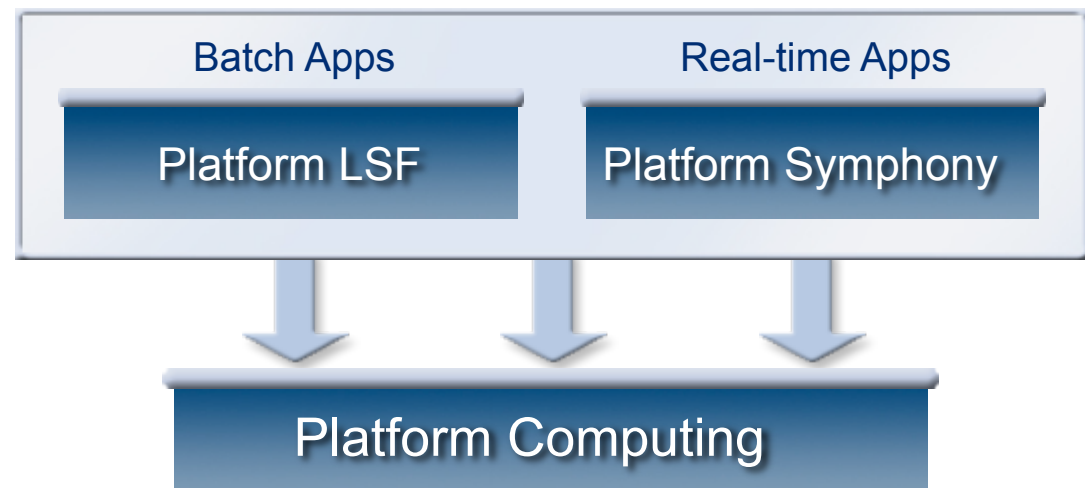 Batch Apps
Real-time Apps
Platform LSF
Platform Symphony
Platform Computing